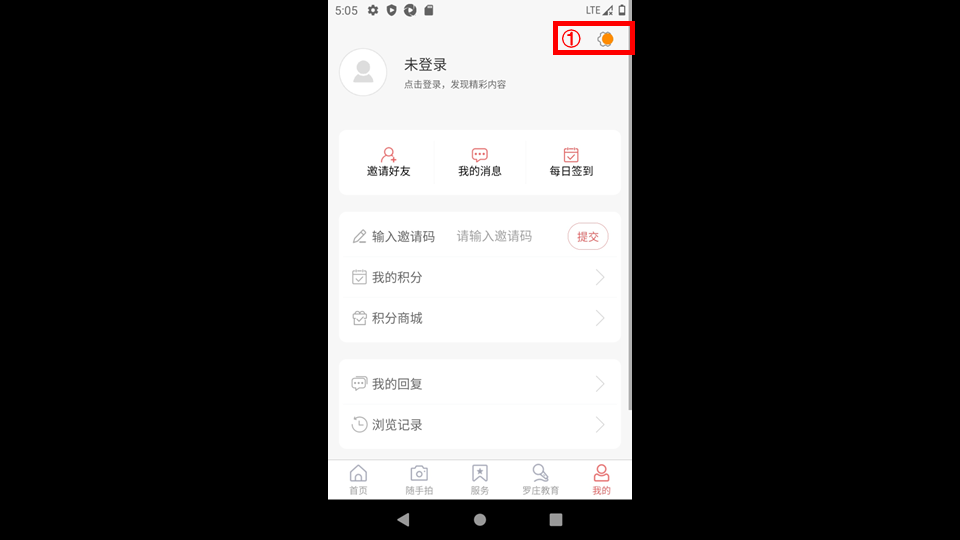 5:05 LTE
①
未登录
点击登录，发现精彩内容
邀请好友 我的消息 每日签到
输入邀请码 请输入邀请码 提交
我的积分
积分商城
我的回复
浏览记录
首页 随手拍 服务 罗庄教育 我的